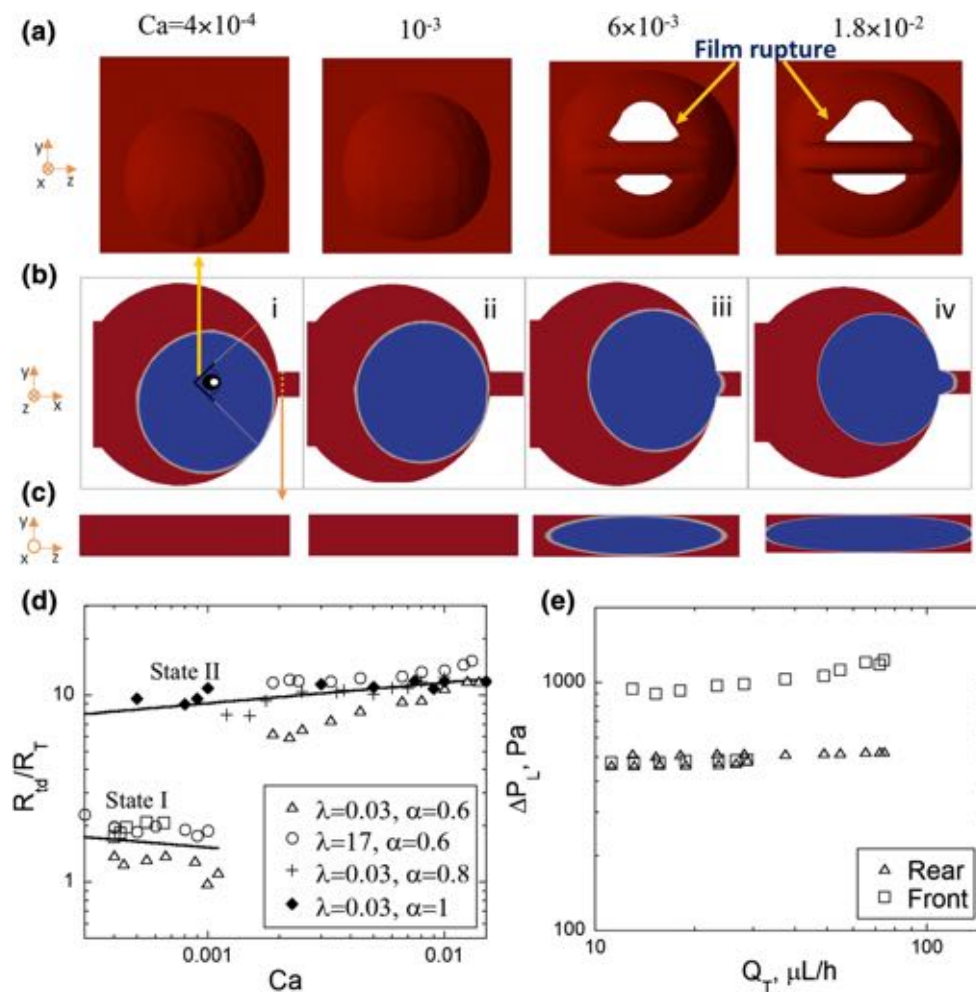 (a)
Ca=4×10⁻⁴
10⁻³
6×10⁻³
1.8×10⁻²
Film rupture
y
x
z
(b)
i
ii
iii
iv
y
z
x
(c)
y
x
z
(d)
R_td/R_T
10
1
State II
State I
λ=0.03, α=0.6
λ=17, α=0.6
λ=0.03, α=0.8
λ=0.03, α=1
0.001
0.01
Ca
(e)
ΔP_L, Pa
1000
100
Rear
Front
10
100
Q_T, μL/h